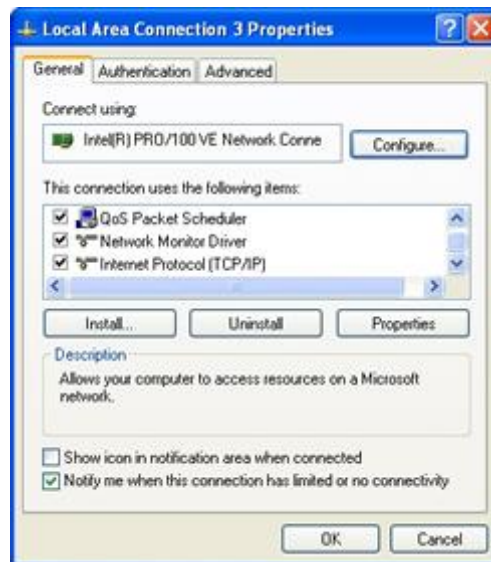 Local Area Connection 3 Properties
General Authentication Advanced
Connect using:
Intel(R) PRO/100 VE Network Conne
Configure...
This connection uses the following items:
QoS Packet Scheduler
Network Monitor Driver
Internet Protocol (TCP/IP)
Install... Uninstall Properties
Description
Allows your computer to access resources on a Microsoft
network.
Show icon in notification area when connected
Notify me when this connection has limited or no connectivity
OK Cancel